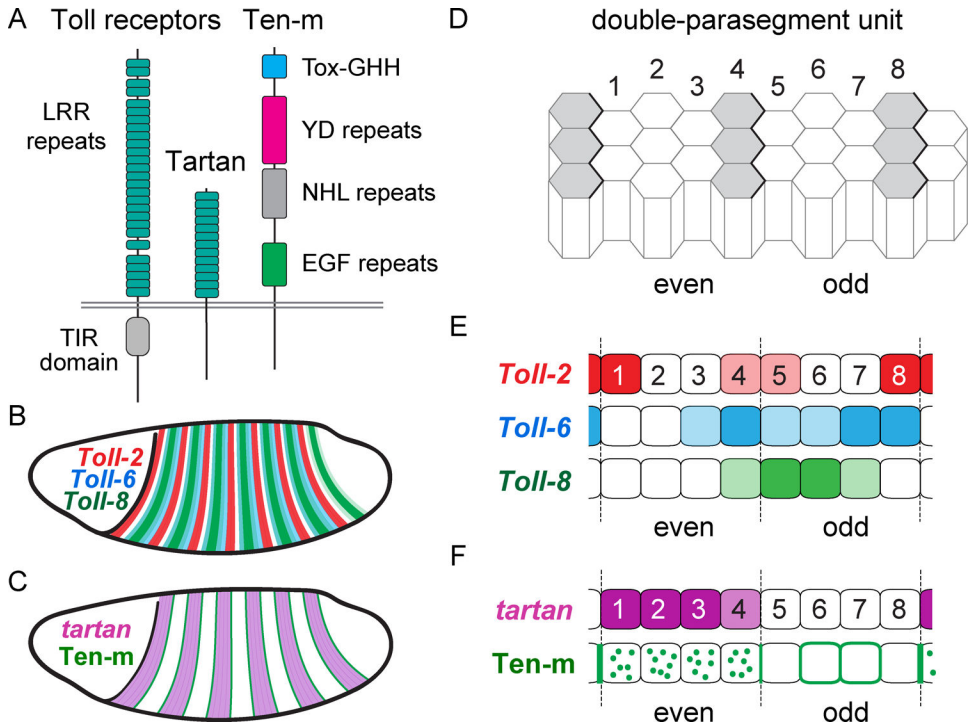 A
Toll receptors
Ten-m
LRR
repeats
Tartan
Tox-GHH
YD repeats
NHL repeats
EGF repeats
TIR
domain
B
Toll-2
Toll-6
Toll-8
C
tartan
Ten-m
D
double-parasegment unit
1 2 3 4 5 6 7 8
even odd
E
Toll-2 1 2 3 4 5 6 7 8
Toll-6
Toll-8
even odd
F
tartan 1 2 3 4 5 6 7 8
Ten-m
even odd